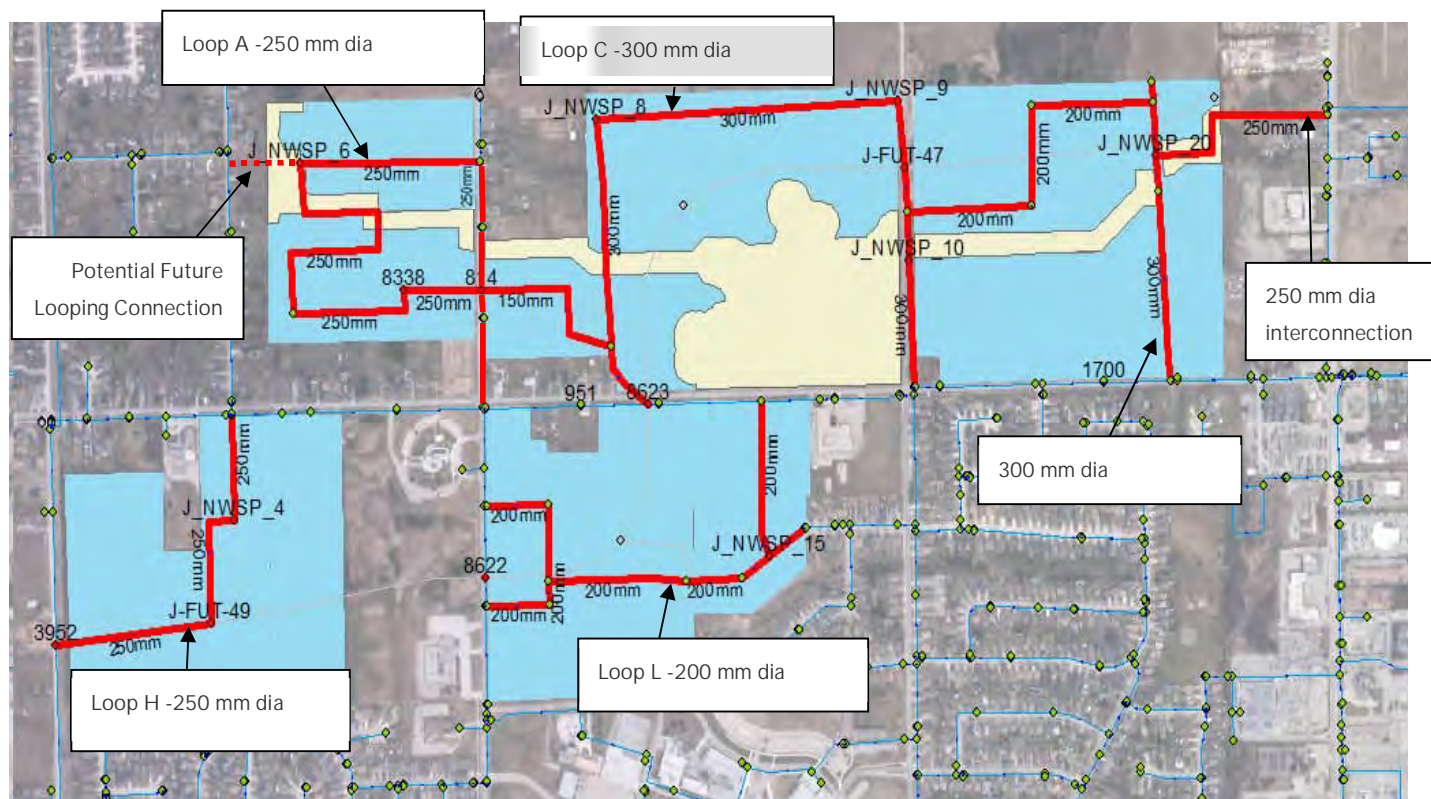 Loop A -250 mm dia
Loop C -300 mm dia
J_NWSP_8
J_NWSP_9
300mm
200mm
J_NWSP_6
250mm
250mm
J-FUT-47
200mm
J_NWSP_20
250mm
200mm
300mm
J_NWSP_10
Potential Future
Looping Connection
250mm
8338
814
250mm
150mm
250mm
300mm
300mm
250 mm dia
interconnection
951
8623
1700
250mm
200mm
300 mm dia
J_NWSP_4
200mm
250mm
J_NWSP_15
8622
200mm
200mm
200mm
200mm
J-FUT-49
3952
250mm
Loop L -200 mm dia
Loop H -250 mm dia